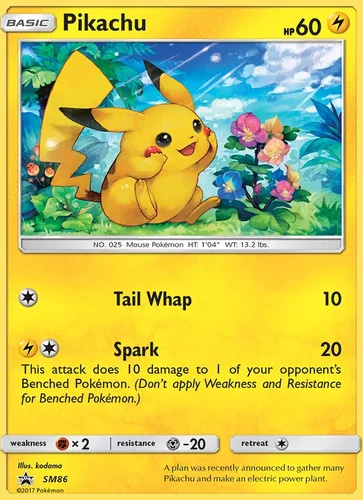 BASIC Pikachu HP60
NO. 025 Mouse Pokémon HT: 1'04" WT: 13.2 lbs.
Tail Whap 10
Spark 20
This attack does 10 damage to 1 of your opponent's
Benched Pokémon. (Don't apply Weakness and Resistance
for Benched Pokémon.)
weakness ×2 resistance -20 retreat
Illus. kodama
SM86
©2017 Pokémon
A plan was recently announced to gather many
Pikachu and make an electric power plant.